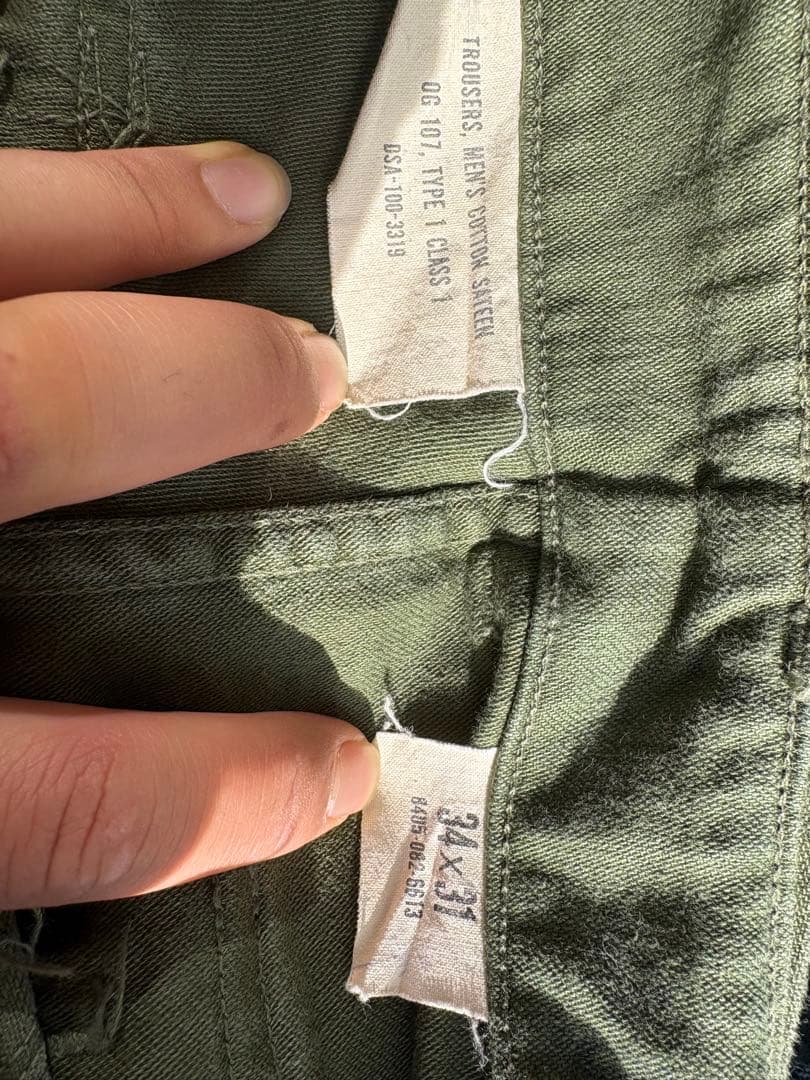 TROUSERS, MEN'S COTTON SATEEN
OG 107, TYPE 1 CLASS 1
DSA-100-3319
34 x 31
8405-082-6613